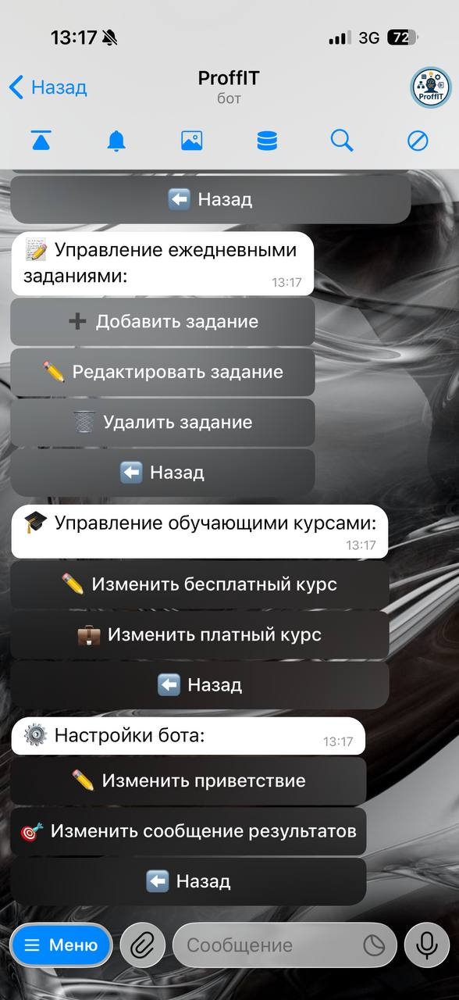 13:17
3G
72
Назад
ProffIT
бот
ProffIT
Назад
Управление ежедневными
заданиями:
13:17
Добавить задание
Редактировать задание
Удалить задание
Назад
Управление обучающими курсами:
13:17
Изменить бесплатный курс
Изменить платный курс
Назад
Настройки бота:
13:17
Изменить приветствие
Изменить сообщение результатов
Назад
Меню
Сообщение